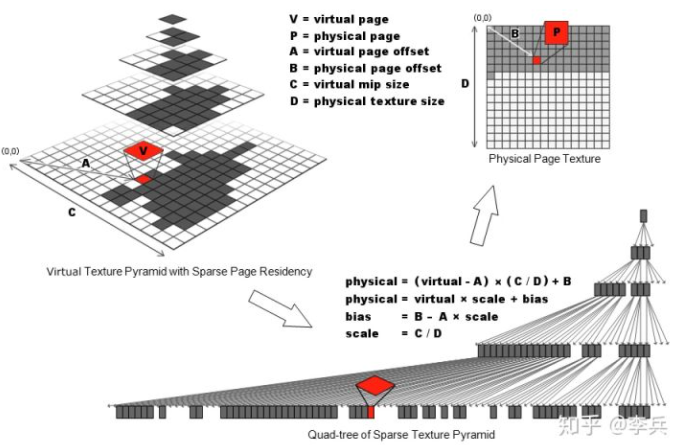 V = virtual page
P = physical page
A = virtual page offset
B = physical page offset
C = virtual mip size
D = physical texture size
(0,0)
B
P
D
Physical Page Texture
(0,0)
A
V
C
Virtual Texture Pyramid with Sparse Page Residency
physical = (virtual - A) × (C / D) + B
physical = virtual × scale + bias
bias = B – A × scale
scale = C / D
Quad-tree of Sparse Texture Pyramid
知乎 @李兵